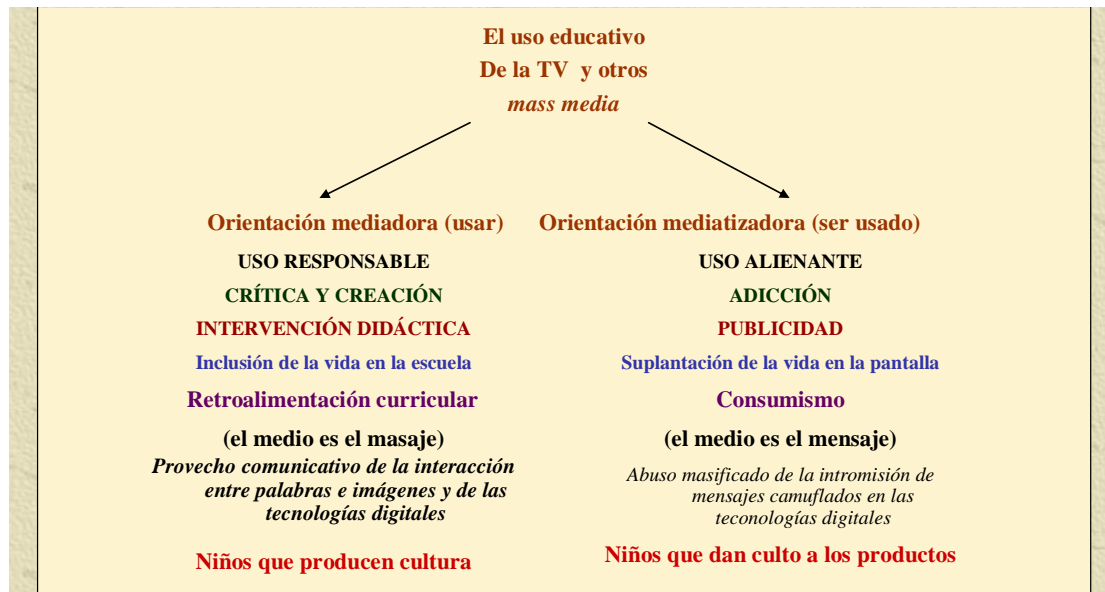 El uso educativo
De la TV y otros
mass media
Orientación mediadora (usar)
USO RESPONSABLE
CRÍTICA Y CREACIÓN
INTERVENCIÓN DIDÁCTICA
Inclusión de la vida en la escuela
Retroalimentación curricular
(el medio es el masaje)
Provecho comunicativo de la interacción
entre palabras e imágenes y de las
tecnologías digitales
Niños que producen cultura
Orientación mediatizadora (ser usado)
USO ALIENANTE
ADICCIÓN
PUBLICIDAD
Suplantación de la vida en la pantalla
Consumismo
(el medio es el mensaje)
Abuso masificado de la intromisión de
mensajes camuflados en las
teconologías digitales
Niños que dan culto a los productos